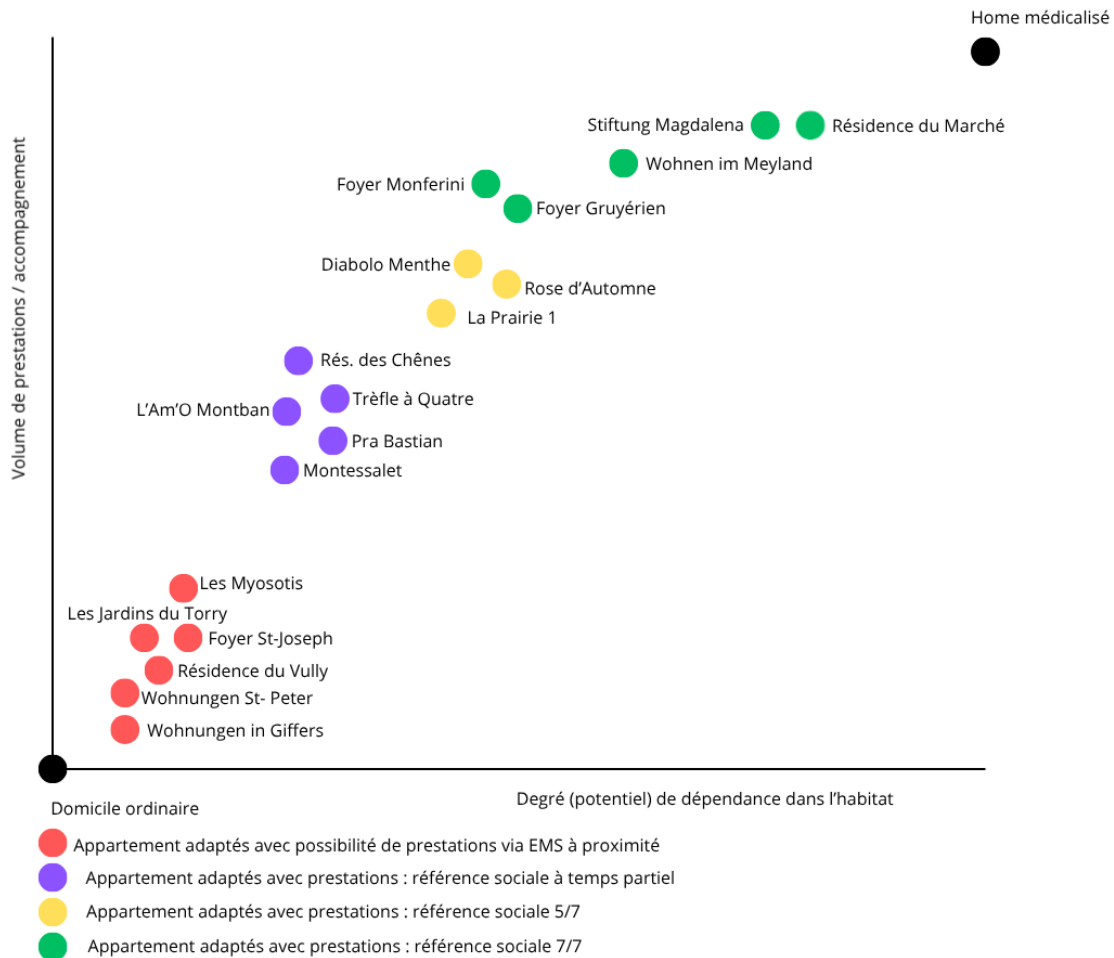 Home médicalisé
Volume de prestations / accompagnement
Stiftung Magdalena
Résidence du Marché
Wohnen im Meyland
Foyer Monferini
Foyer Gruyérien
Diabolo Menthe
Rose d’Automne
La Prairie 1
Rés. des Chênes
Trèfle à Quatre
L’Am’O Montban
Pra Bastian
Montessalet
Les Myosotis
Les Jardins du Torry
Foyer St-Joseph
Résidence du Vully
Wohnungen St- Peter
Wohnungen in Giffers
Degré (potentiel) de dépendance dans l’habitat
Domicile ordinaire
Appartement adaptés avec possibilité de prestations via EMS à proximité
Appartement adaptés avec prestations : référence sociale à temps partiel
Appartement adaptés avec prestations : référence sociale 5/7
Appartement adaptés avec prestations : référence sociale 7/7